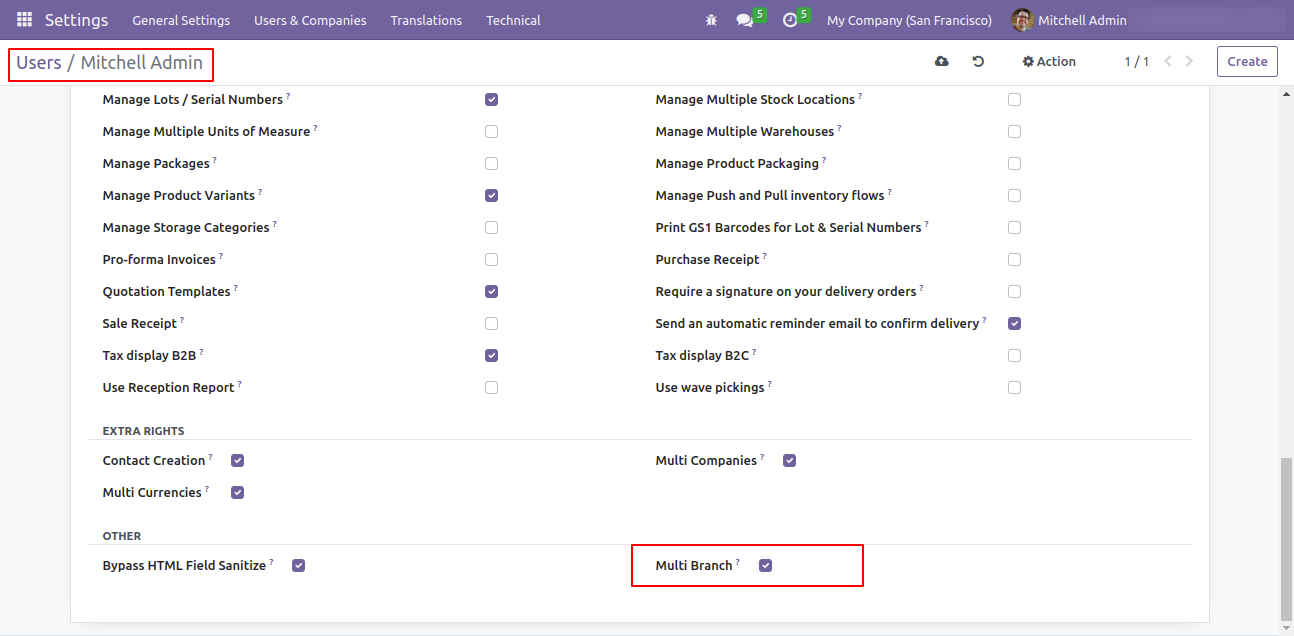 Settings General Settings Users & Companies Translations Technical 5 5 My Company (San Francisco) Mitchell Admin
Users / Mitchell Admin Action 1 / 1 Create
Manage Lots / Serial Numbers ? Manage Multiple Stock Locations ?
Manage Multiple Units of Measure ? Manage Multiple Warehouses ?
Manage Packages ? Manage Product Packaging ?
Manage Product Variants ? Manage Push and Pull inventory flows ?
Manage Storage Categories ? Print GS1 Barcodes for Lot & Serial Numbers ?
Pro-forma Invoices ? Purchase Receipt ?
Quotation Templates ? Require a signature on your delivery orders ?
Sale Receipt ? Send an automatic reminder email to confirm delivery ?
Tax display B2B ? Tax display B2C ?
Use Reception Report ? Use wave pickings ?
EXTRA RIGHTS
Contact Creation ? Multi Companies ?
Multi Currencies ?
OTHER
Bypass HTML Field Sanitize ? Multi Branch ?